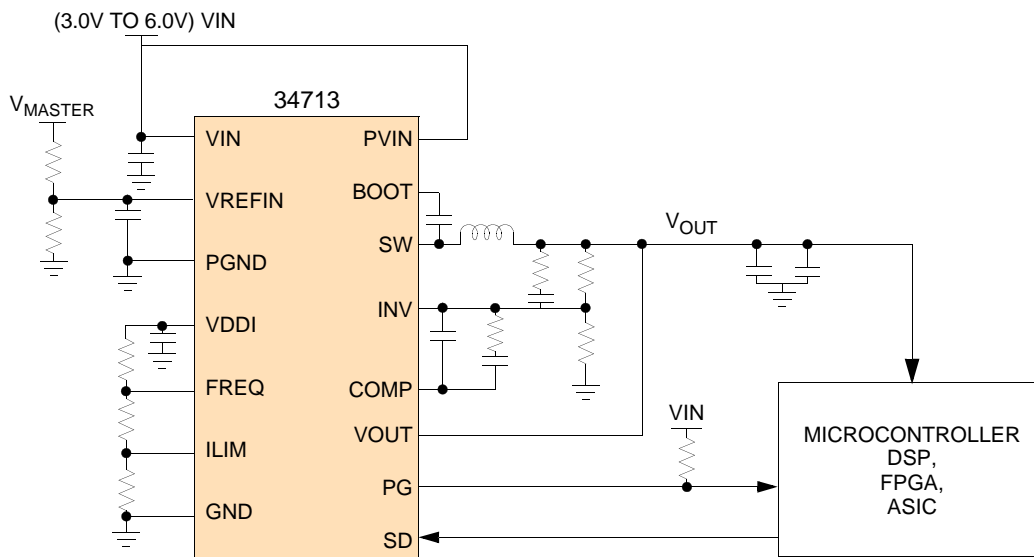 (3.0V TO 6.0V) VIN
34713
VMASTER
VIN
PVIN
BOOT
VREFIN
SW
VOUT
PGND
INV
VDDI
FREQ
COMP
VIN
VOUT
ILIM
PG
GND
SD
MICROCONTROLLER
DSP,
FPGA,
ASIC